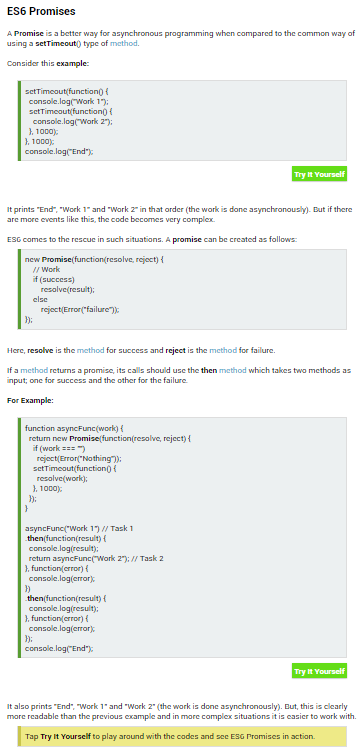 ES6 Promises
A Promise is a better way for asynchronous programming when compared to the common way of
using a setTimeout() type of method.
Consider this example:
setTimeout(function() {
console.log("Work 1");
setTimeout(function() {
console.log("Work 2");
}, 1000);
}, 1000);
console.log("End");
Try It Yourself
It prints "End", "Work 1" and "Work 2" in that order (the work is done asynchronously). But if there
are more events like this, the code becomes very complex.
ES6 comes to the rescue in such situations. A promise can be created as follows:
new Promise(function(resolve, reject) {
// Work
if (success)
resolve(result);
else
reject(Error("failure"));
});
Here, resolve is the method for success and reject is the method for failure.
If a method returns a promise, its calls should use the then method which takes two methods as
input; one for success and the other for the failure.
For Example:
function asyncFunc(work) {
return new Promise(function(resolve, reject) {
if (work === "")
reject(Error("Nothing"));
setTimeout(function() {
resolve(work);
}, 1000);
});
}
asyncFunc("Work 1") // Task 1
.then(function(result) {
console.log(result);
return asyncFunc("Work 2"); // Task 2
}, function(error) {
console.log(error);
})
.then(function(result) {
console.log(result);
}, function(error) {
console.log(error);
});
console.log("End");
Try It Yourself
It also prints "End", "Work 1" and "Work 2" (the work is done asynchronously). But, this is clearly
more readable than the previous example and in more complex situations it is easier to work with.
Tap Try It Yourself to play around with the codes and see ES6 Promises in action.